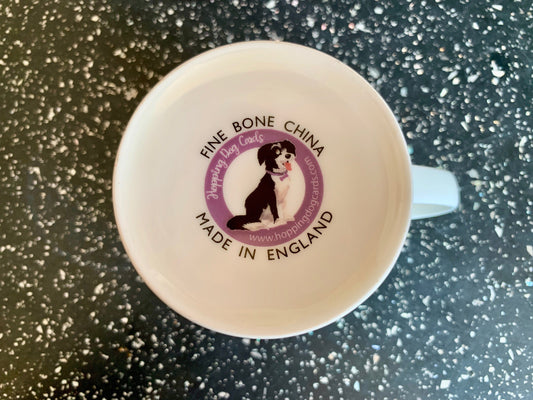 FINE BONE CHINA
Hopping Dog Cards
www.hoppingdogcards.com
MADE IN ENGLAND